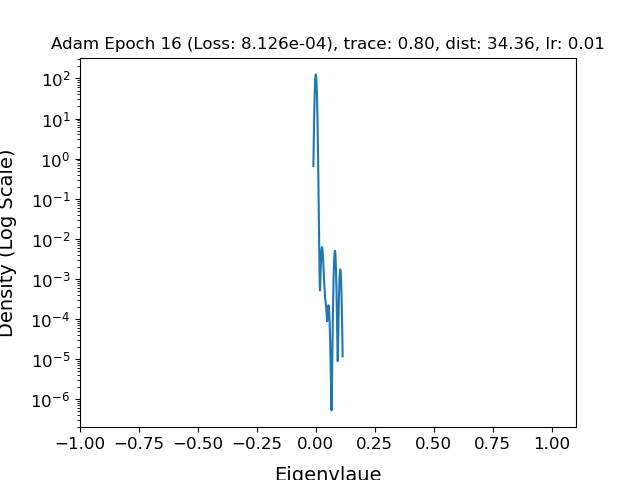 Adam Epoch 16 (Loss: 8.126e-04), trace: 0.80, dist: 34.36, lr: 0.01
Density (Log Scale)
10²
10¹
10⁰
10⁻¹
10⁻²
10⁻³
10⁻⁴
10⁻⁵
10⁻⁶
−1.00 −0.75 −0.50 −0.25 0.00 0.25 0.50 0.75 1.00
Eigenvlaue